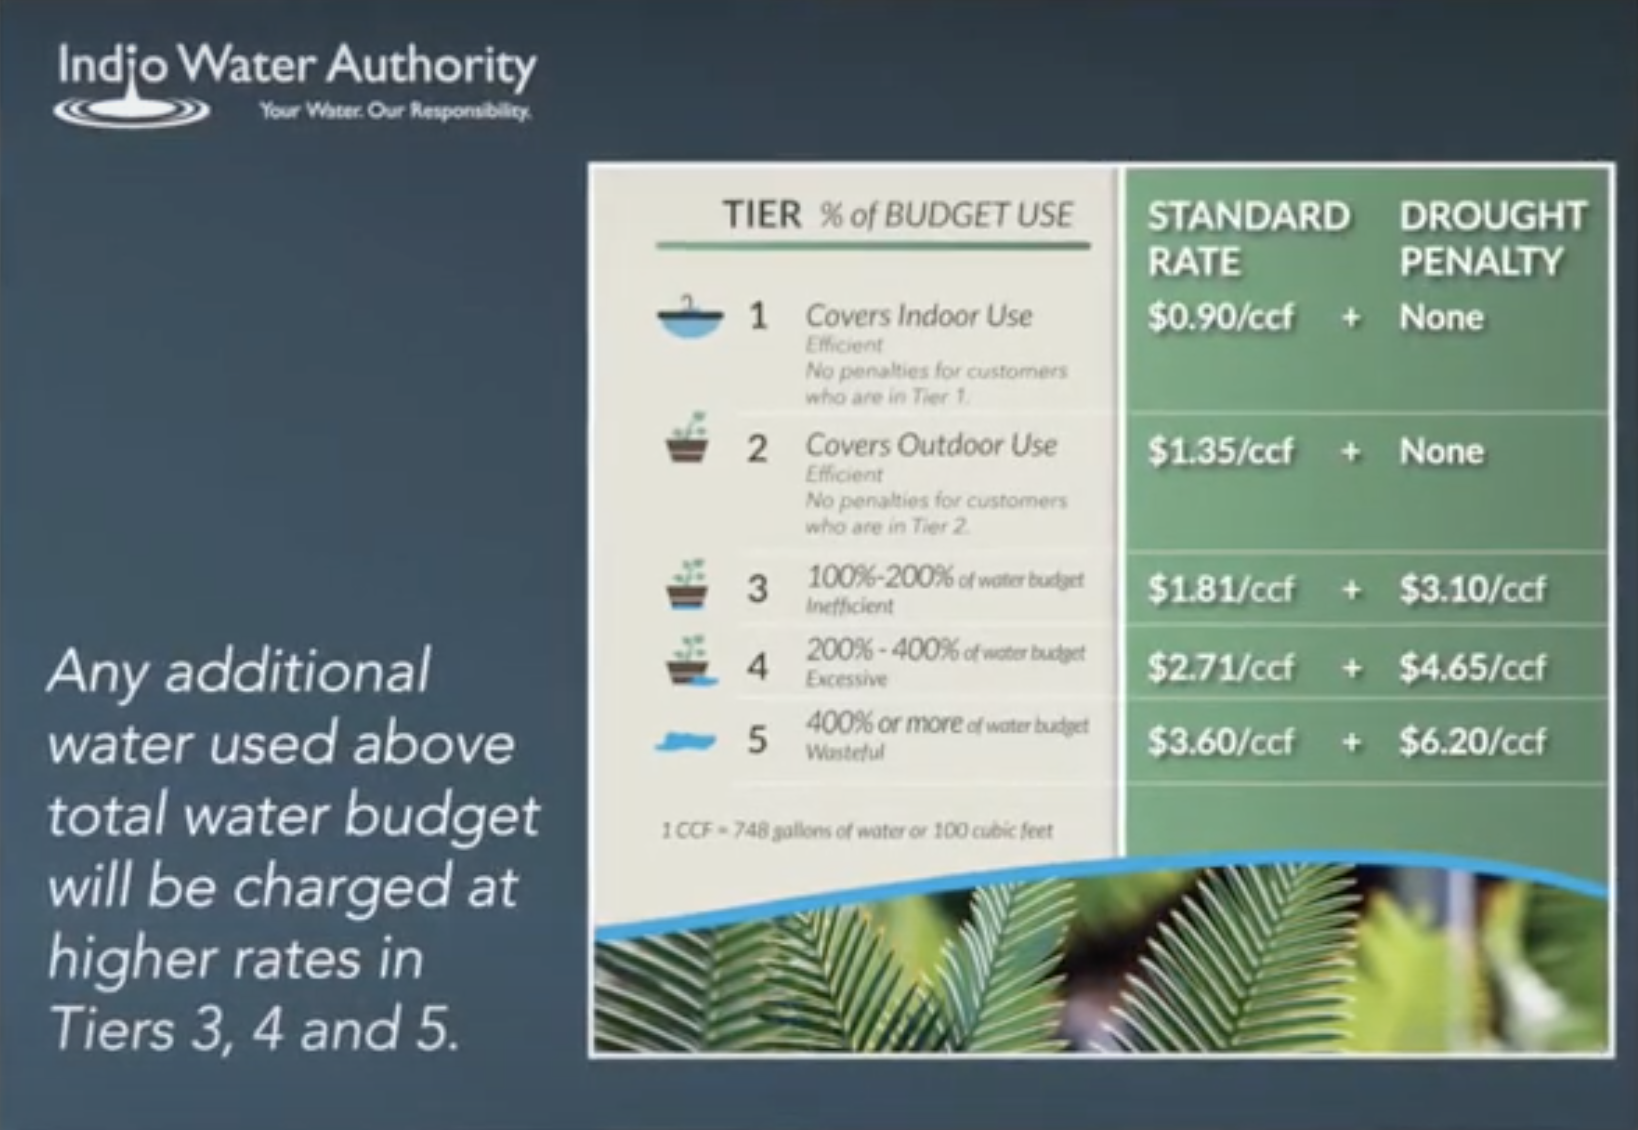 Indio Water Authority
Your Water. Our Responsibility.
TIER % of BUDGET USE
STANDARD RATE
DROUGHT PENALTY
1 Covers Indoor Use $0.90/ccf + None
Efficient
No penalties for customers
who are in Tier 1.
2 Covers Outdoor Use $1.35/ccf + None
Efficient
No penalties for customers
who are in Tier 2.
3 100%-200% of water budget $1.81/ccf + $3.10/ccf
Inefficient
4 200% - 400% of water budget $2.71/ccf + $4.65/ccf
Excessive
5 400% or more of water budget $3.60/ccf + $6.20/ccf
Wasteful
1 CCF = 748 gallons of water or 100 cubic feet
Any additional
water used above
total water budget
will be charged at
higher rates in
Tiers 3, 4 and 5.